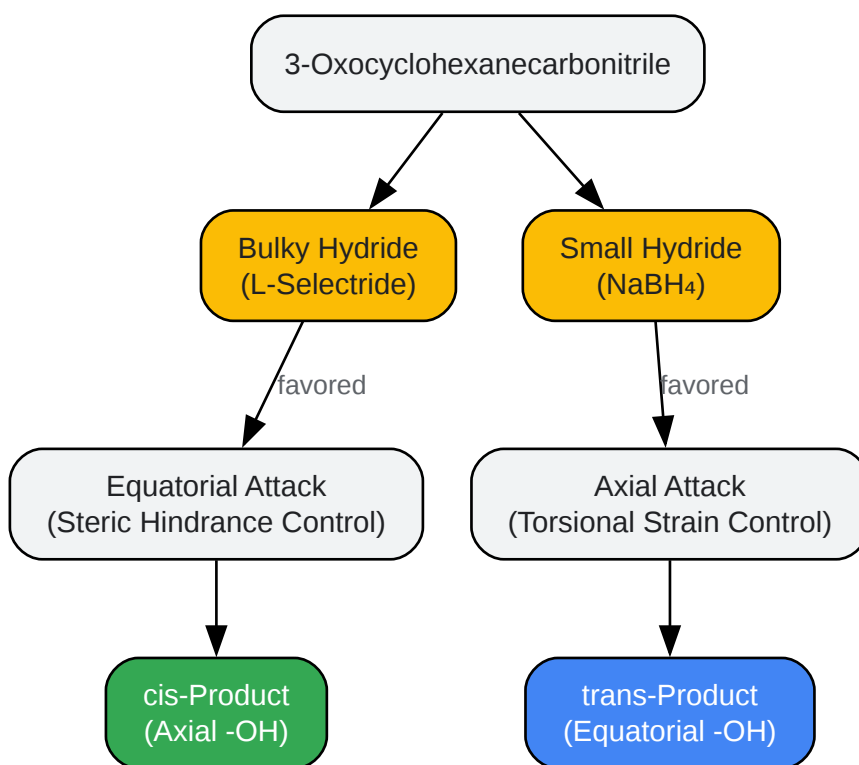 3-Oxocyclohexanecarbonitrile
Bulky Hydride
(L-Selectride)
Small Hydride
(NaBH₄)
favored
favored
Equatorial Attack
(Steric Hindrance Control)
Axial Attack
(Torsional Strain Control)
cis-Product
(Axial -OH)
trans-Product
(Equatorial -OH)